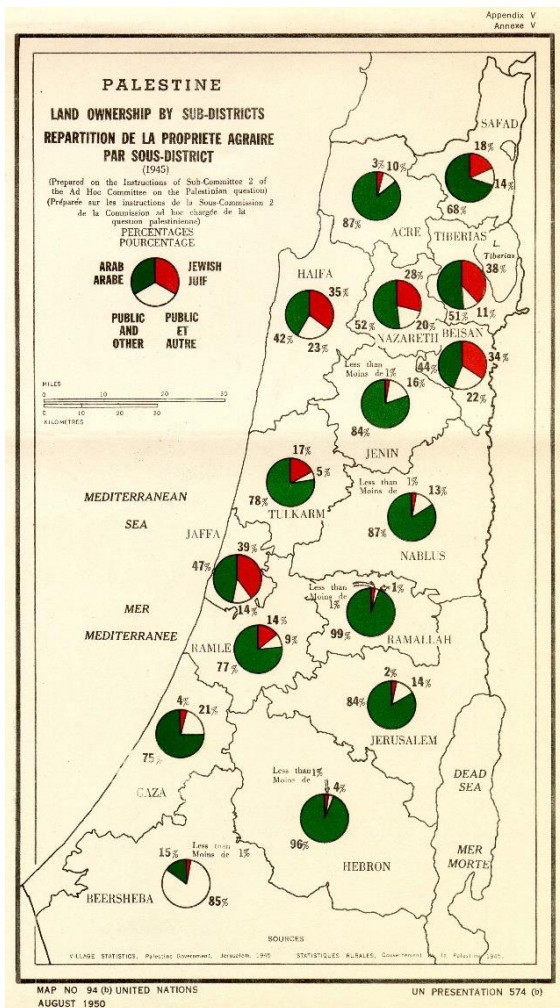 Appendix V
Annexe V
PALESTINE
LAND OWNERSHIP BY SUB-DISTRICTS
REPARTITION DE LA PROPRIETE AGRAIRE
PAR SOUS-DISTRICT
(1945)
(Prepared on the Instructions of Sub-Committee 2 of
the Ad Hoc Committee on the Palestinian question)
(Préparée sur les instructions de la Sous-Commission 2
de la Commission ad hoc chargée de la
question palestinienne)
PERCENTAGES
POURCENTAGE
ARAB
ARABE
JEWISH
JUIF
PUBLIC
AND
OTHER
PUBLIC
ET
AUTRE
MILES
KILOMETRES
SAFAD
18%
14%
68%
3%
10%
87%
ACRE
TIBERIAS
L.
Tiberias
38%
51%
11%
HAIFA
35%
42%
23%
28%
52%
20%
NAZARETH
BEISAN
44%
34%
22%
Less than
Moins de 1%
16%
84%
JENIN
17%
5%
78%
TULKARM
Less than
Moins de 1%
13%
87%
NABLUS
MEDITERRANEAN
SEA
JAFFA
39%
47%
14%
MER
MEDITERRANEE
Less than
Moins de
1%
1%
99%
RAMALLAH
14%
9%
77%
RAMLE
2%
14%
84%
JERUSALEM
4%
21%
75%
GAZA
Less than 1%
Moins de
4%
96%
HEBRON
DEAD
SEA
MER
MORTE
15%
Less than
Moins de 1%
85%
BEERSHEBA
SOURCES
VILLAGE STATISTICS, Palestine Government, Jerusalem, 1945
STATISTIQUES RURALES, Gouvernement de la Palestine 1945.
MAP NO 94 (b) UNITED NATIONS
AUGUST 1950
UN PRESENTATION 574 (b)